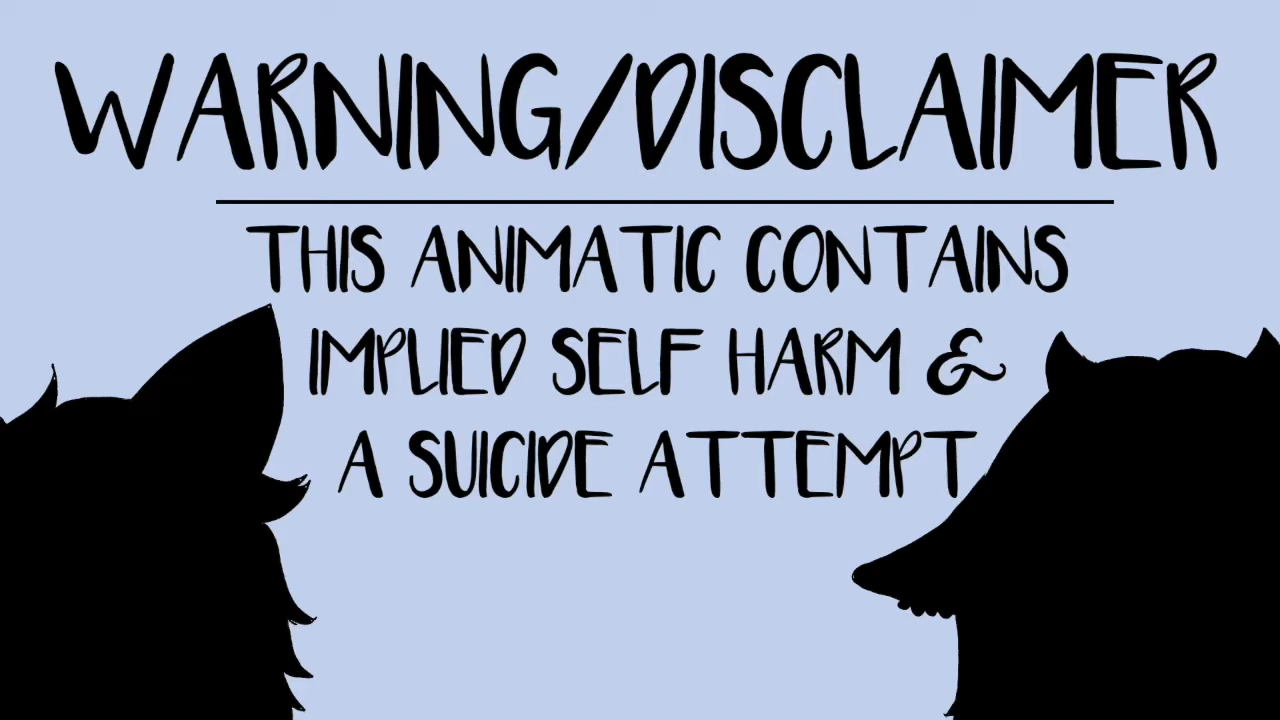 WARNING/DISCLAIMER
THIS ANIMATIC CONTAINS
IMPLIED SELF HARM &
A SUICIDE ATTEMPT